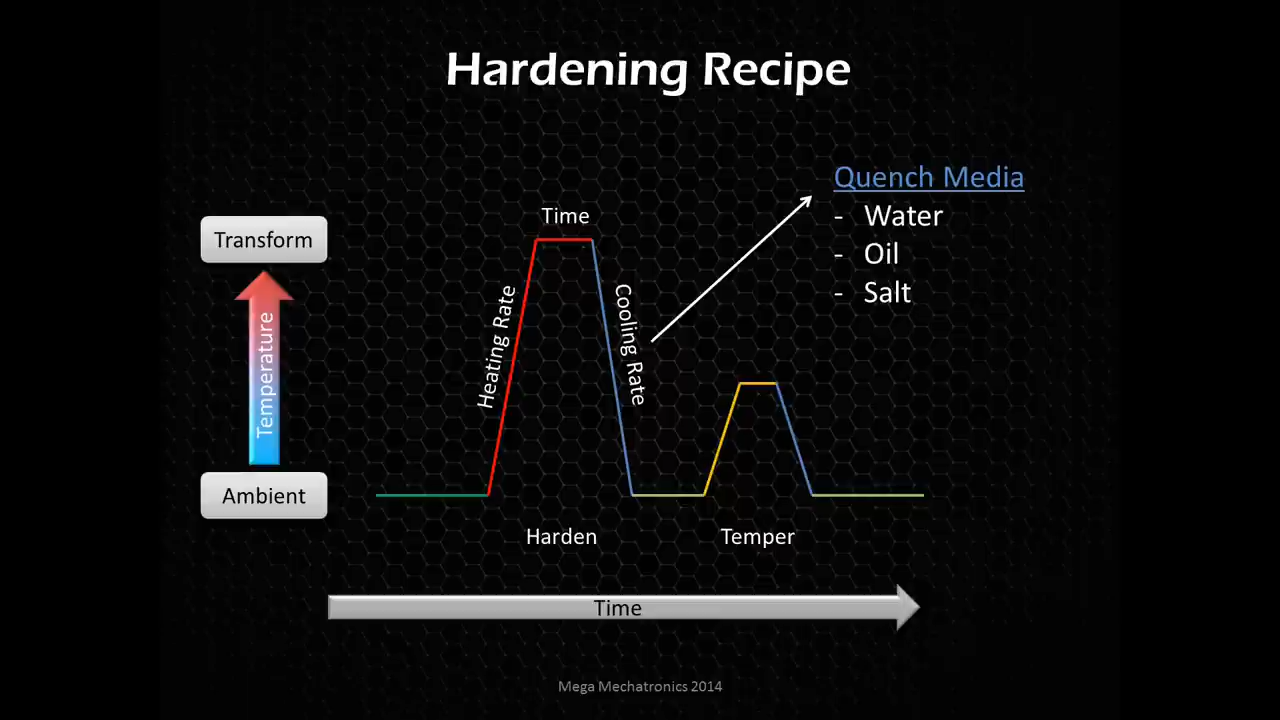 Hardening Recipe
Quench Media
- Water
- Oil
- Salt
Time
Transform
Heating Rate
Cooling Rate
Temperature
Ambient
Harden
Temper
Time
Mega Mechatronics 2014